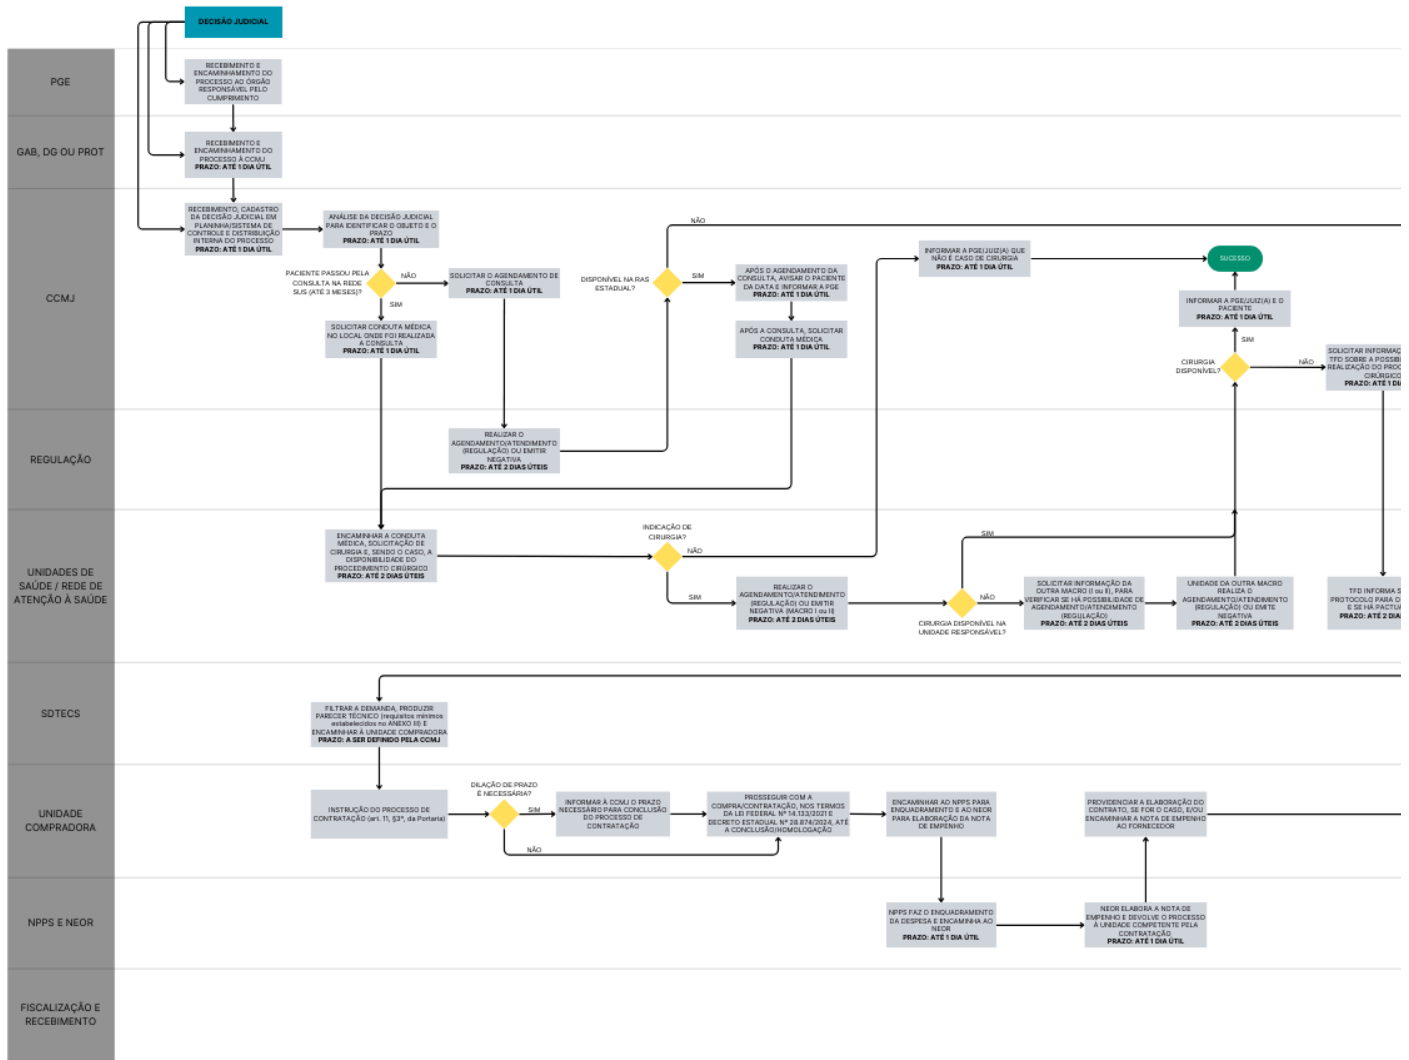 DECISÃO JUDICIAL
PGE
RECEBIMENTO E
ENCAMINHAMENTO DO
PROCESSO AO ÓRGÃO
RESPONSÁVEL PELO
CUMPRIMENTO
GAB, DG OU PROT
RECEBIMENTO E
ENCAMINHAMENTO DO
PROCESSO À CCMJ
PRAZO: ATÉ 1 DIA ÚTIL
CCMJ
RECEBIMENTO, CADASTRO
DA DECISÃO JUDICIAL EM
PLANINHA/SISTEMA DE
CONTROLE E DISTRIBUIÇÃO
INTERNA DO PROCESSO
PRAZO: ATÉ 1 DIA ÚTIL
ANÁLISE DA DECISÃO JUDICIAL
PARA IDENTIFICAR O OBJETO E O
PRAZO
PRAZO: ATÉ 1 DIA ÚTIL
PACIENTE PASSOU PELA
CONSULTA NA REDE
SUS (ATÉ 3 MESES)?
NÃO
SIM
SOLICITAR O AGENDAMENTO DE
CONSULTA
PRAZO: ATÉ 1 DIA ÚTIL
SOLICITAR CONDUTA MÉDICA
NO LOCAL ONDE FOI REALIZADA
A CONSULTA
PRAZO: ATÉ 1 DIA ÚTIL
DISPONÍVEL NA RAS
ESTADUAL?
NÃO
SIM
APÓS O AGENDAMENTO DA
CONSULTA, AVISAR O PACIENTE
DA DATA E INFORMAR A PGE
PRAZO: ATÉ 1 DIA ÚTIL
APÓS A CONSULTA, SOLICITAR
CONDUTA MÉDICA
PRAZO: ATÉ 1 DIA ÚTIL
INFORMAR A PGE/JUIZ(A) QUE
NÃO É CASO DE CIRURGIA
PRAZO: ATÉ 1 DIA ÚTIL
SUCESSO
INFORMAR A PGE/JUIZ(A) E O
PACIENTE
PRAZO: ATÉ 1 DIA ÚTIL
SIM
CIRURGIA
DISPONÍVEL?
NÃO
SOLICITAR
TFD SOBRE A
REALIZAÇÃO DO
PRAZO: ATÉ 1
REGULAÇÃO
REALIZAR O
AGENDAMENTO/ATENDIMENTO
(REGULAÇÃO) OU EMITIR
NEGATIVA
PRAZO: ATÉ 2 DIAS ÚTEIS
UNIDADES DE
SAÚDE / REDE DE
ATENÇÃO À SAÚDE
ENCAMINHAR A CONDUTA
MÉDICA, SOLICITAÇÃO DE
CIRURGIA E, SENDO O CASO, A
DISPONIBILIDADE DO
PROCEDIMENTO CIRÚRGICO
PRAZO: ATÉ 2 DIAS ÚTEIS
INDICAÇÃO DE
CIRURGIA?
NÃO
SIM
REALIZAR O
AGENDAMENTO/ATENDIMENTO
(REGULAÇÃO) OU EMITIR
NEGATIVA (MACRO I ou II)
PRAZO: ATÉ 2 DIAS ÚTEIS
SIM
NÃO
CIRURGIA DISPONÍVEL NA
UNIDADE RESPONSÁVEL?
SOLICITAR INFORMAÇÃO DA
OUTRA MACRO (I ou II), PARA
VERIFICAR SE HÁ POSSIBILIDADE DE
AGENDAMENTO/ATENDIMENTO
(REGULAÇÃO)
PRAZO: ATÉ 2 DIAS ÚTEIS
UNIDADE DA OUTRA MACRO
REALIZA O
AGENDAMENTO/ATENDIMENTO
(REGULAÇÃO) OU EMITE
NEGATIVA
PRAZO: ATÉ 2 DIAS ÚTEIS
TFD INFORMA
PROTOCOLO PARA
E SE HÁ
PRAZO: ATÉ 2
SDTECS
FILTRAR A DEMANDA, PRODUZIR
PARECER TÉCNICO (requisitos mínimos
estabelecidos no ANEXO III) E
ENCAMINHAR À UNIDADE COMPRADORA
PRAZO: A SER DEFINIDO PELA CCMJ
UNIDADE
COMPRADORA
INSTRUÇÃO DO PROCESSO DE
CONTRATAÇÃO (art. 11, §3º, da Portaria)
DILAÇÃO DE PRAZO
É NECESSÁRIA?
SIM
NÃO
INFORMAR À CCMJ O PRAZO
NECESSÁRIO PARA CONCLUSÃO
DO PROCESSO DE
CONTRATAÇÃO
PROSSEGUIR COM A
COMPRA/CONTRATAÇÃO, NOS TERMOS
DA LEI FEDERAL Nº 14.133/2021 E
DECRETO ESTADUAL Nº 28.874/2024, ATÉ
A CONCLUSÃO/HOMOLOGAÇÃO
ENCAMINHAR AO NPPS PARA
ENQUADRAMENTO E AO NEOR
PARA ELABORAÇÃO DA NOTA
DE EMPENHO
PROVIDENCIAR A ELABORAÇÃO DO
CONTRATO, SE FOR O CASO, E/OU
ENCAMINHAR A NOTA DE EMPENHO
AO FORNECEDOR
NPPS E NEOR
NPPS FAZ O ENQUADRAMENTO
DA DESPESA E ENCAMINHA AO
NEOR
PRAZO: ATÉ 1 DIA ÚTIL
NEOR ELABORA A NOTA DE
EMPENHO E DEVOLVE O PROCESSO
À UNIDADE COMPETENTE PELA
CONTRATAÇÃO
PRAZO: ATÉ 1 DIA ÚTIL
FISCALIZAÇÃO E
RECEBIMENTO